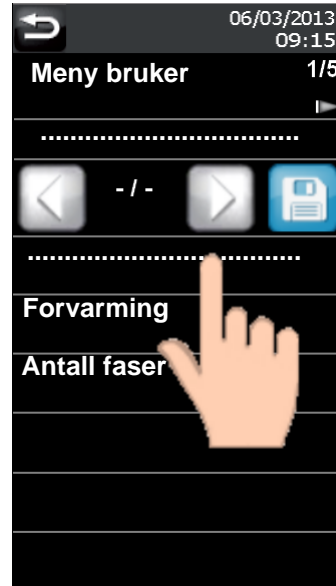 06/03/2013
09:15
Meny bruker 1/5
..................................
- / -
....................................
Forvarming
Antall faser